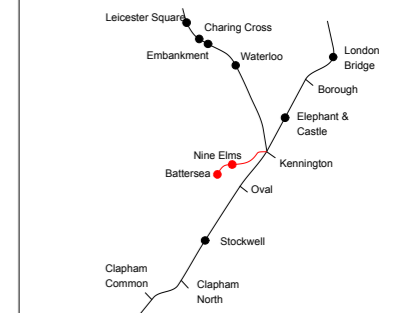 Leicester Square
Charing Cross
Embankment
Waterloo
London
Bridge
Borough
Elephant &
Castle
Nine Elms
Kennington
Battersea
Oval
Stockwell
Clapham
Common
Clapham
North